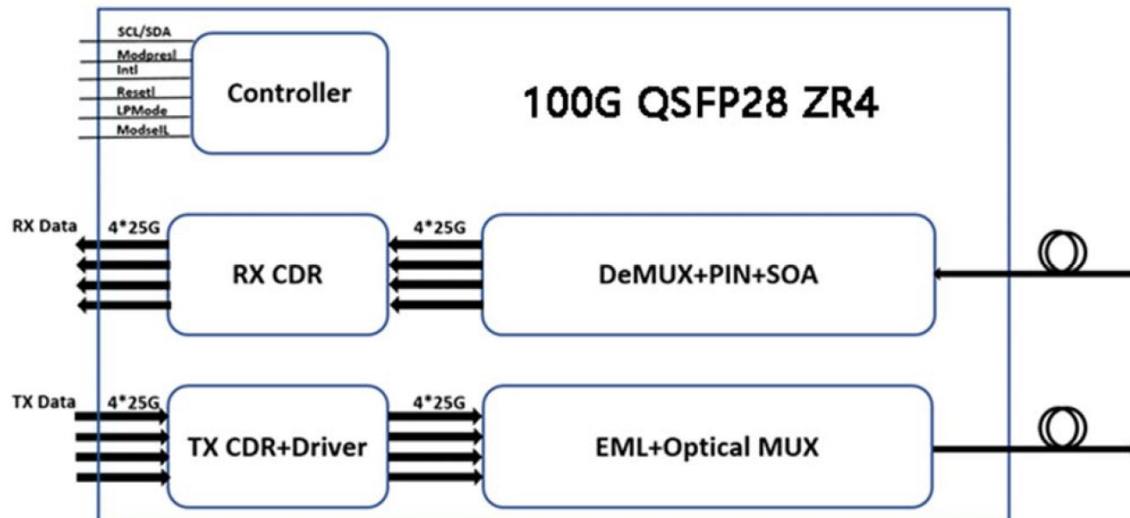 SCL/SDA
Modpresl
Intl
Resetl
LPMode
ModselL
Controller
100G QSFP28 ZR4
RX Data
4*25G
RX CDR
4*25G
DeMUX+PIN+SOA
TX Data
4*25G
TX CDR+Driver
4*25G
EML+Optical MUX